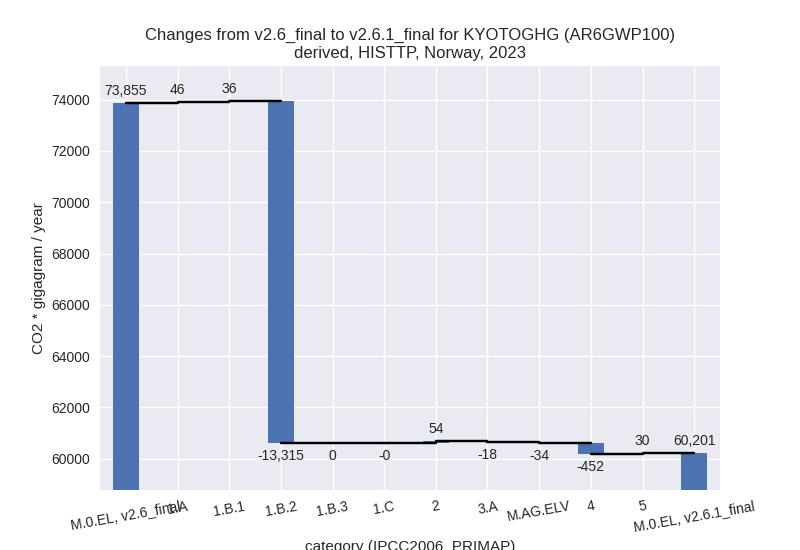 Changes from v2.6_final to v2.6.1_final for KYOTOGHG (AR6GWP100)
derived, HISTTP, Norway, 2023
CO2 * gigagram / year
74000
72000
70000
68000
66000
64000
62000
60000
73,855
46
36
-13,315
0
-0
54
-18
-34
-452
30
60,201
M.0.EL, v2.6_final
1.A
1.B.1
1.B.2
1.B.3
1.C
2
3.A
M.AG.ELV
4
5
M.0.EL, v2.6.1_final
category (IPCC2006_PRIMAP)